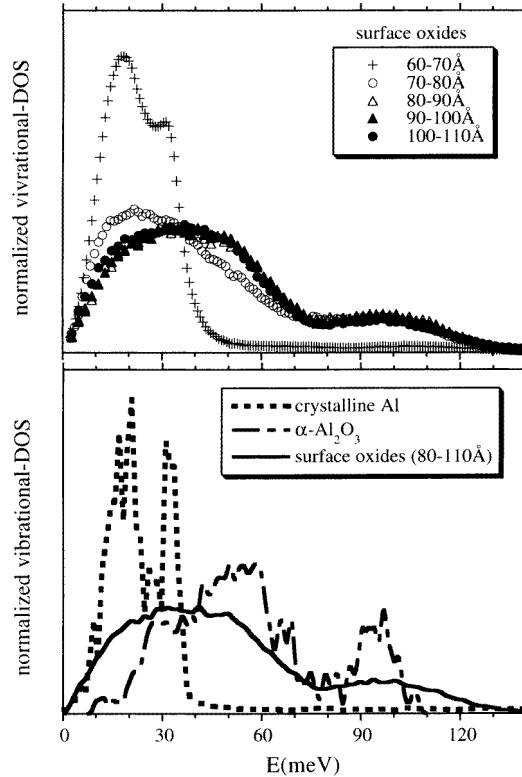 normalized vivrational-DOS
surface oxides
60-70Å
70-80Å
80-90Å
90-100Å
100-110Å
normalized vibrational-DOS
crystalline Al
α-Al₂O₃
surface oxides (80-110Å)
0 30 60 90 120
E(meV)